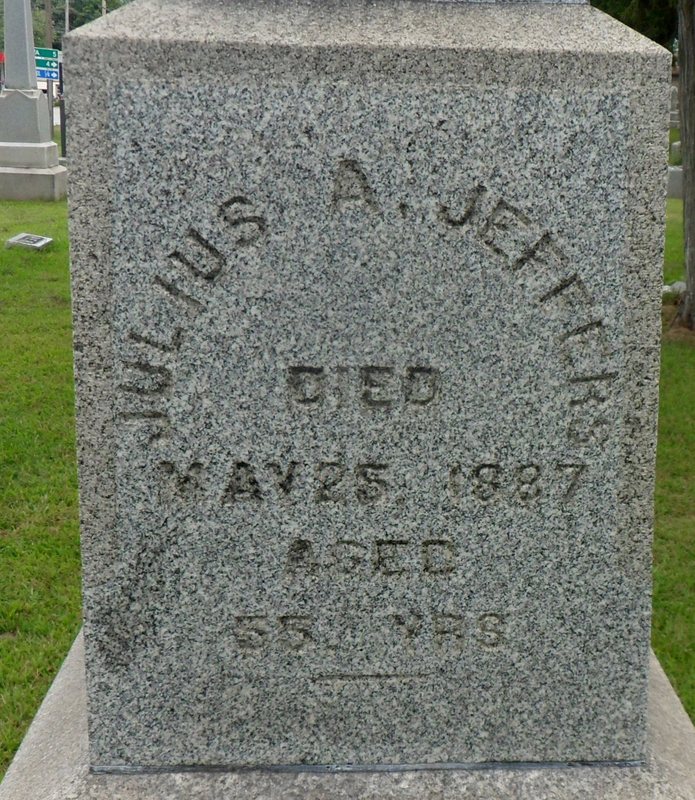 JULIUS A. JEFFERS
DIED
MAY 25, 1887
AGED
55 YRS